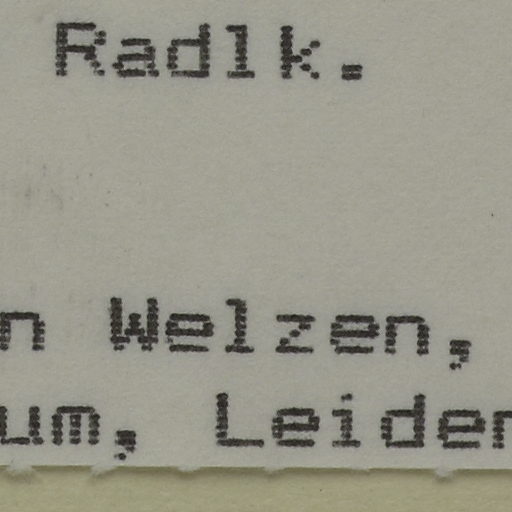 Radlk.
n Welzen,
um, Leiden